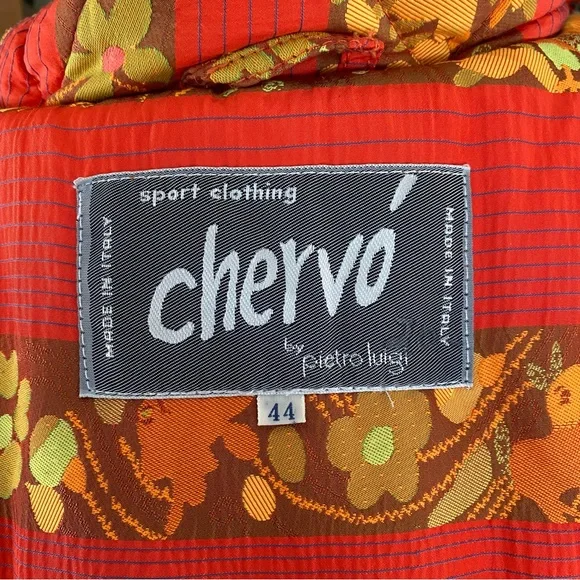 sport clothing
MADE IN ITALY
chervó
MADE IN ITALY
by pietro luigi
44